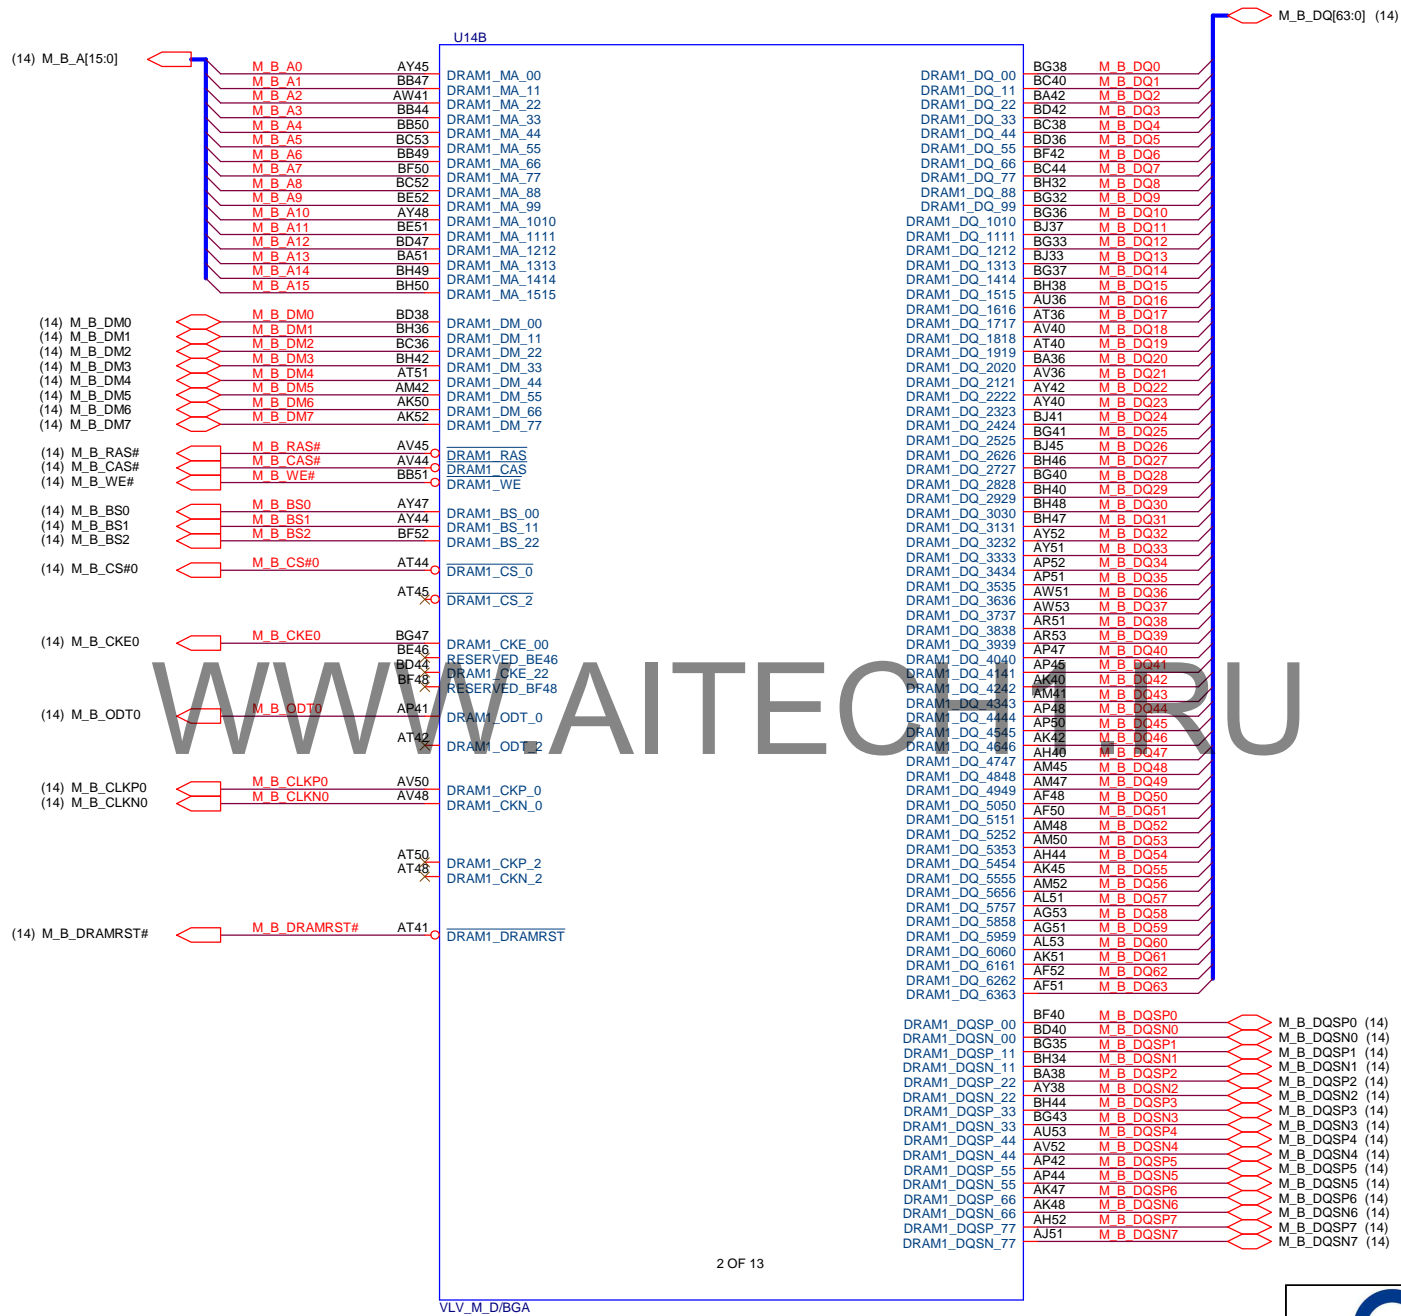 M_B_DQ[63:0] (14)
U14B
(14) M_B_A[15:0]
M_B_A0 AY45 DRAM1_MA_00
M_B_A1 BB47 DRAM1_MA_11
M_B_A2 AW41 DRAM1_MA_22
M_B_A3 BB44 DRAM1_MA_33
M_B_A4 BB50 DRAM1_MA_44
M_B_A5 BC53 DRAM1_MA_55
M_B_A6 BB49 DRAM1_MA_66
M_B_A7 BF50 DRAM1_MA_77
M_B_A8 BC52 DRAM1_MA_88
M_B_A9 BE52 DRAM1_MA_99
M_B_A10 AY48 DRAM1_MA_1010
M_B_A11 BE51 DRAM1_MA_1111
M_B_A12 BD47 DRAM1_MA_1212
M_B_A13 BA51 DRAM1_MA_1313
M_B_A14 BH49 DRAM1_MA_1414
M_B_A15 BH50 DRAM1_MA_1515
(14) M_B_DM0 M_B_DM0 BD38 DRAM1_DM_00
(14) M_B_DM1 M_B_DM1 BH36 DRAM1_DM_11
(14) M_B_DM2 M_B_DM2 BC36 DRAM1_DM_22
(14) M_B_DM3 M_B_DM3 BH42 DRAM1_DM_33
(14) M_B_DM4 M_B_DM4 AT51 DRAM1_DM_44
(14) M_B_DM5 M_B_DM5 AM42 DRAM1_DM_55
(14) M_B_DM6 M_B_DM6 AK50 DRAM1_DM_66
(14) M_B_DM7 M_B_DM7 AK52 DRAM1_DM_77
(14) M_B_RAS# M_B_RAS# AV45 DRAM1_RAS
(14) M_B_CAS# M_B_CAS# AV44 DRAM1_CAS
(14) M_B_WE# M_B_WE# BB51 DRAM1_WE
(14) M_B_BS0 M_B_BS0 AY47 DRAM1_BS_00
(14) M_B_BS1 M_B_BS1 AY44 DRAM1_BS_11
(14) M_B_BS2 M_B_BS2 BF52 DRAM1_BS_22
(14) M_B_CS#0 M_B_CS#0 AT44 DRAM1_CS_0
AT45 DRAM1_CS_2
(14) M_B_CKE0 M_B_CKE0 BG47 DRAM1_CKE_00
BE46 RESERVED_BE46
BD44 DRAM1_CKE_22
BF48 RESERVED_BF48
(14) M_B_ODT0 M_B_ODT0 AP41 DRAM1_ODT_0
AT42 DRAM1_ODT_2
(14) M_B_CLKP0 M_B_CLKP0 AV50 DRAM1_CKP_0
(14) M_B_CLKN0 M_B_CLKN0 AV48 DRAM1_CKN_0
AT50 DRAM1_CKP_2
AT48 DRAM1_CKN_2
(14) M_B_DRAMRST# M_B_DRAMRST# AT41 DRAM1_DRAMRST
DRAM1_DQ_00 BG38 M_B_DQ0
DRAM1_DQ_11 BC40 M_B_DQ1
DRAM1_DQ_22 BA42 M_B_DQ2
DRAM1_DQ_33 BD42 M_B_DQ3
DRAM1_DQ_44 BC38 M_B_DQ4
DRAM1_DQ_55 BD36 M_B_DQ5
DRAM1_DQ_66 BF42 M_B_DQ6
DRAM1_DQ_77 BC44 M_B_DQ7
DRAM1_DQ_88 BH32 M_B_DQ8
DRAM1_DQ_99 BG32 M_B_DQ9
DRAM1_DQ_1010 BG36 M_B_DQ10
DRAM1_DQ_1111 BJ37 M_B_DQ11
DRAM1_DQ_1212 BG33 M_B_DQ12
DRAM1_DQ_1313 BJ33 M_B_DQ13
DRAM1_DQ_1414 BG37 M_B_DQ14
DRAM1_DQ_1515 BH38 M_B_DQ15
DRAM1_DQ_1616 AU36 M_B_DQ16
DRAM1_DQ_1717 AT36 M_B_DQ17
DRAM1_DQ_1818 AV40 M_B_DQ18
DRAM1_DQ_1919 AT40 M_B_DQ19
DRAM1_DQ_2020 BA36 M_B_DQ20
DRAM1_DQ_2121 AV36 M_B_DQ21
DRAM1_DQ_2222 AY42 M_B_DQ22
DRAM1_DQ_2323 AY40 M_B_DQ23
DRAM1_DQ_2424 BJ41 M_B_DQ24
DRAM1_DQ_2525 BG41 M_B_DQ25
DRAM1_DQ_2626 BJ45 M_B_DQ26
DRAM1_DQ_2727 BH46 M_B_DQ27
DRAM1_DQ_2828 BG40 M_B_DQ28
DRAM1_DQ_2929 BH40 M_B_DQ29
DRAM1_DQ_3030 BH48 M_B_DQ30
DRAM1_DQ_3131 BH47 M_B_DQ31
DRAM1_DQ_3232 AY52 M_B_DQ32
DRAM1_DQ_3333 AY51 M_B_DQ33
DRAM1_DQ_3434 AP52 M_B_DQ34
DRAM1_DQ_3535 AP51 M_B_DQ35
DRAM1_DQ_3636 AW51 M_B_DQ36
DRAM1_DQ_3737 AW53 M_B_DQ37
DRAM1_DQ_3838 AR51 M_B_DQ38
DRAM1_DQ_3939 AR53 M_B_DQ39
DRAM1_DQ_4040 AP47 M_B_DQ40
DRAM1_DQ_4141 AP45 M_B_DQ41
DRAM1_DQ_4242 AK40 M_B_DQ42
DRAM1_DQ_4343 AM41 M_B_DQ43
DRAM1_DQ_4444 AP48 M_B_DQ44
DRAM1_DQ_4545 AP50 M_B_DQ45
DRAM1_DQ_4646 AK42 M_B_DQ46
DRAM1_DQ_4747 AH40 M_B_DQ47
DRAM1_DQ_4848 AM45 M_B_DQ48
DRAM1_DQ_4949 AM47 M_B_DQ49
DRAM1_DQ_5050 AF48 M_B_DQ50
DRAM1_DQ_5151 AF50 M_B_DQ51
DRAM1_DQ_5252 AM48 M_B_DQ52
DRAM1_DQ_5353 AM50 M_B_DQ53
DRAM1_DQ_5454 AH44 M_B_DQ54
DRAM1_DQ_5555 AK45 M_B_DQ55
DRAM1_DQ_5656 AM52 M_B_DQ56
DRAM1_DQ_5757 AL51 M_B_DQ57
DRAM1_DQ_5858 AG53 M_B_DQ58
DRAM1_DQ_5959 AG51 M_B_DQ59
DRAM1_DQ_6060 AL53 M_B_DQ60
DRAM1_DQ_6161 AK51 M_B_DQ61
DRAM1_DQ_6262 AF52 M_B_DQ62
DRAM1_DQ_6363 AF51 M_B_DQ63
DRAM1_DQSP_00 BF40 M_B_DQSP0 M_B_DQSP0 (14)
DRAM1_DQSN_00 BD40 M_B_DQSN0 M_B_DQSN0 (14)
DRAM1_DQSP_11 BG35 M_B_DQSP1 M_B_DQSP1 (14)
DRAM1_DQSN_11 BH34 M_B_DQSN1 M_B_DQSN1 (14)
DRAM1_DQSP_22 BA38 M_B_DQSP2 M_B_DQSP2 (14)
DRAM1_DQSN_22 AY38 M_B_DQSN2 M_B_DQSN2 (14)
DRAM1_DQSP_33 BH44 M_B_DQSP3 M_B_DQSP3 (14)
DRAM1_DQSN_33 BG43 M_B_DQSN3 M_B_DQSN3 (14)
DRAM1_DQSP_44 AU53 M_B_DQSP4 M_B_DQSP4 (14)
DRAM1_DQSN_44 AV52 M_B_DQSN4 M_B_DQSN4 (14)
DRAM1_DQSP_55 AP42 M_B_DQSP5 M_B_DQSP5 (14)
DRAM1_DQSN_55 AP44 M_B_DQSN5 M_B_DQSN5 (14)
DRAM1_DQSP_66 AK47 M_B_DQSP6 M_B_DQSP6 (14)
DRAM1_DQSN_66 AK48 M_B_DQSN6 M_B_DQSN6 (14)
DRAM1_DQSP_77 AH52 M_B_DQSP7 M_B_DQSP7 (14)
DRAM1_DQSN_77 AJ51 M_B_DQSN7 M_B_DQSN7 (14)
WWW.AITECH1.RU
2 OF 13
VLV_M_D/BGA